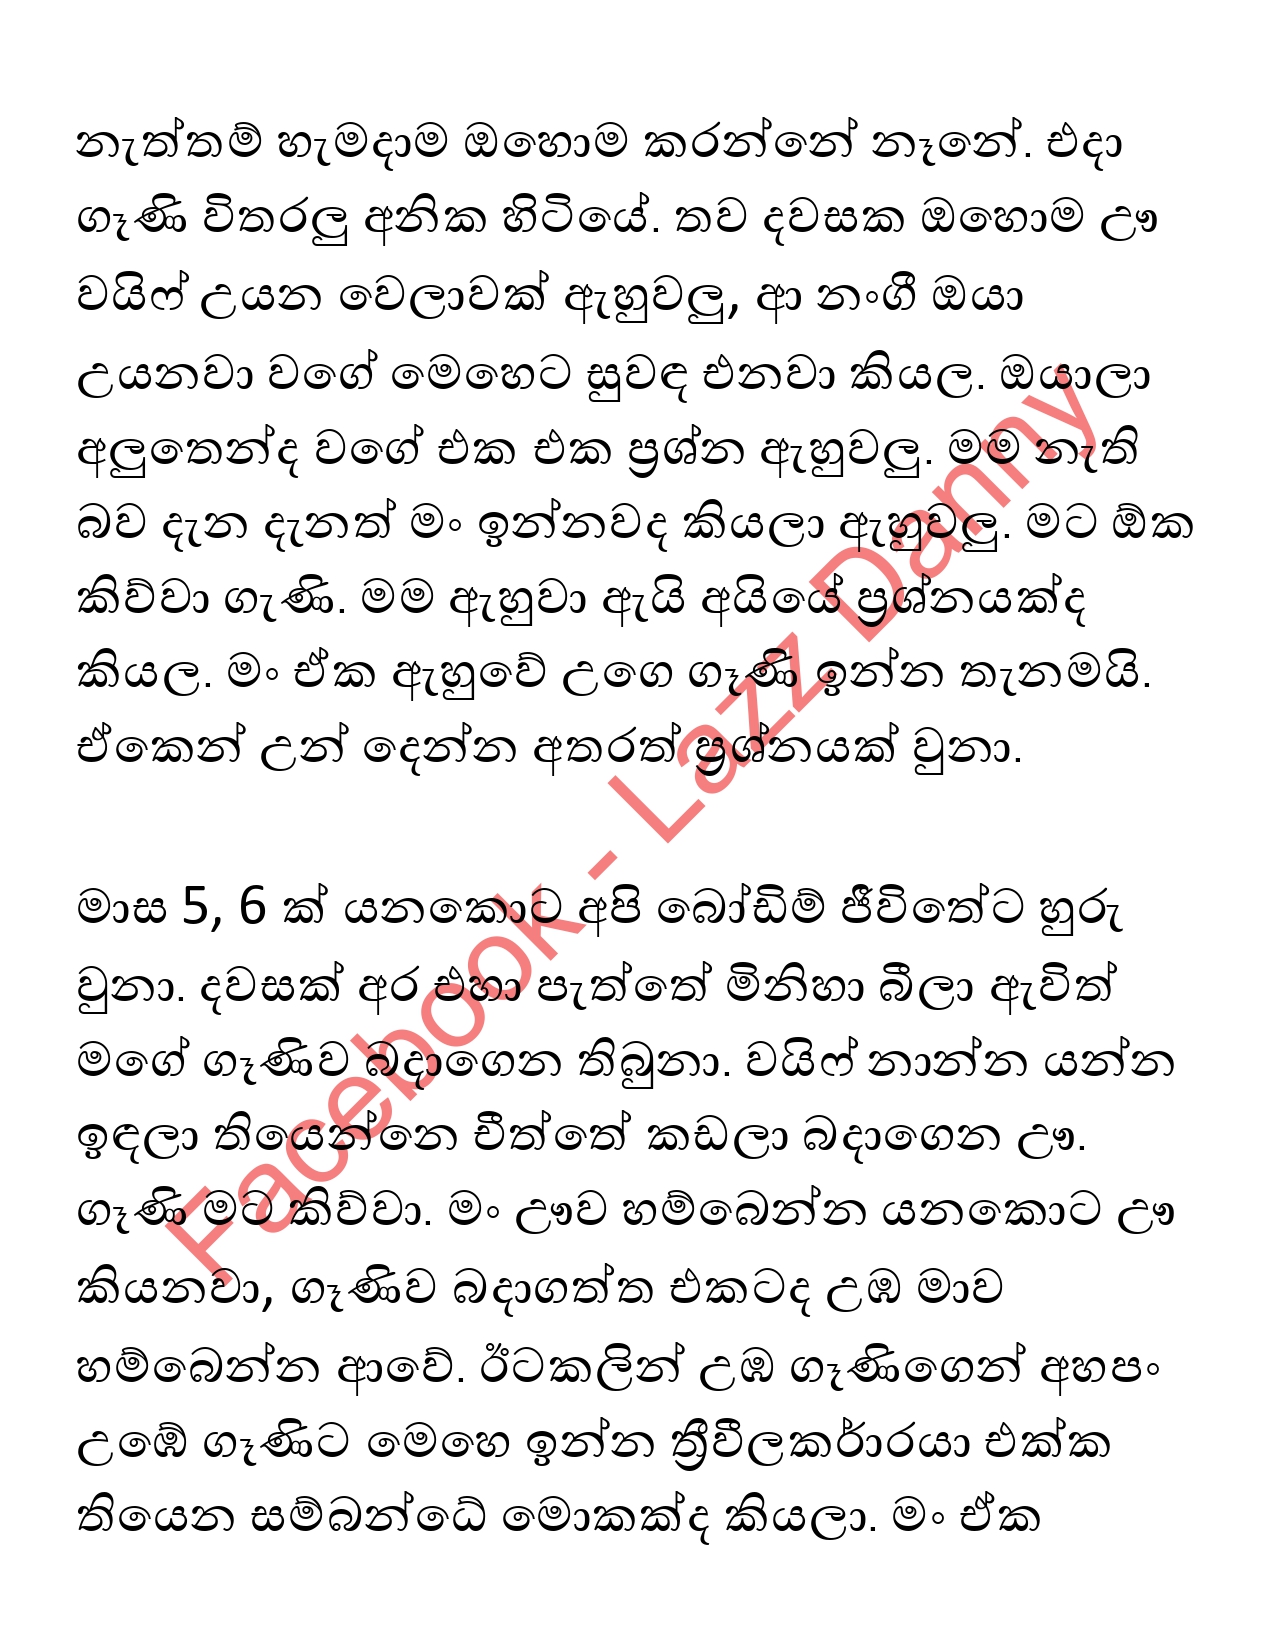 නැත්තම් හැමදාම ඔහොම කරන්නේ නෑනේ. එදා
ගෑණි විතරලු අනික හිටියේ. තව දවසක ඔහොම ඌ
වයිෆ් උයන වෙලාවක් ඇහුවලු, ආ නංගී ඔයා
උයනවා වගේ මෙහෙට සුවඳ එනවා කියල. ඔයාලා
අලුතෙන්ද වගේ එක එක ප්‍රශ්න ඇහුවලු. මම නැති
බව දැන දැනත් මං ඉන්නවද කියලා ඇහුවලු. මට ඕක
කිව්වා ගැණි. මම ඇහුවා ඇයි අයියේ ප්‍රශ්නයක්ද
කියල. මං ඒක ඇහුවේ උගෙ ගෑණි ඉන්න තැනමයි.
ඒකෙන් උන් දෙන්න අතරත් ප්‍රශ්නයක් වුනා.
මාස 5, 6 ක් යනකොට අපි බෝඩිම් ජීවිතේට හුරු
වුනා. දවසක් අර එහා පැත්තේ මිනිහා බීලා ඇවිත්
මගේ ගෑණිව බදාගෙන තිබුනා. වයිෆ් නාන්න යන්න
ඉඳලා තියෙන්නෙ චීත්තේ කඩලා බදාගෙන ඌ.
ගෑණි මට කිව්වා. මං ඌව හම්බෙන්න යනකොට ඌ
කියනවා, ගෑණිව බදාගත්ත එකටද උඹ මාව
හම්බෙන්න ආවේ. ඊටකලින් උඹ ගෑණිගෙන් අහපං
උඹේ ගෑණිට මෙහෙ ඉන්න ත්‍රීවීලර්කාරයා එක්ක
තියෙන සම්බන්ධේ මොකක්ද කියලා. මං ඒක
Facebook - Lazz Danny